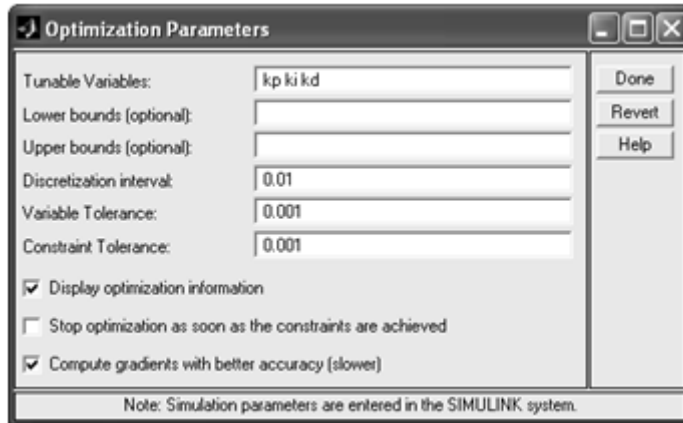 Optimization Parameters
Tunable Variables: kp ki kd
Done
Lower bounds (optional):
Revert
Upper bounds (optional):
Help
Discretization interval: 0.01
Variable Tolerance: 0.001
Constraint Tolerance: 0.001
Display optimization information
Stop optimization as soon as the constraints are achieved
Compute gradients with better accuracy (slower)
Note: Simulation parameters are entered in the SIMULINK system.